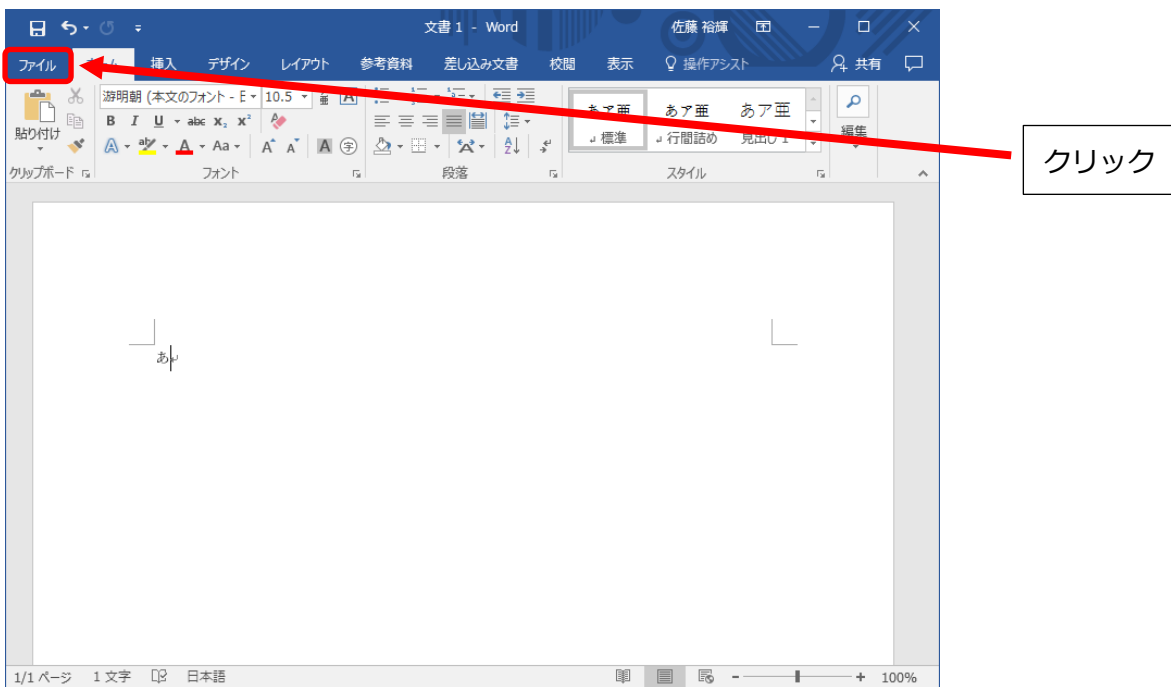 文書 1 - Word 佐藤 裕輝
ファイル 挿入 デザイン レイアウト 参考資料 差し込み文書 校閲 表示 操作アシスト 共有
貼り付け
游明朝 (本文のフォント - E 10.5
B I U abc x₂ x²
A aby A Aa A A A 字
あア亜 あア亜 あア亜
標準 行間詰め 見出し 1
編集
クリップボード フォント 段落 スタイル
クリック
あ
1/1 ページ 1 文字 日本語 100%